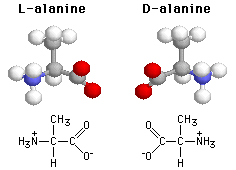 L-alanine D-alanine
CH₃ CH₃
O O
H₃N⁺ C C ⁺NH₃
O⁻ ⁻O
H H